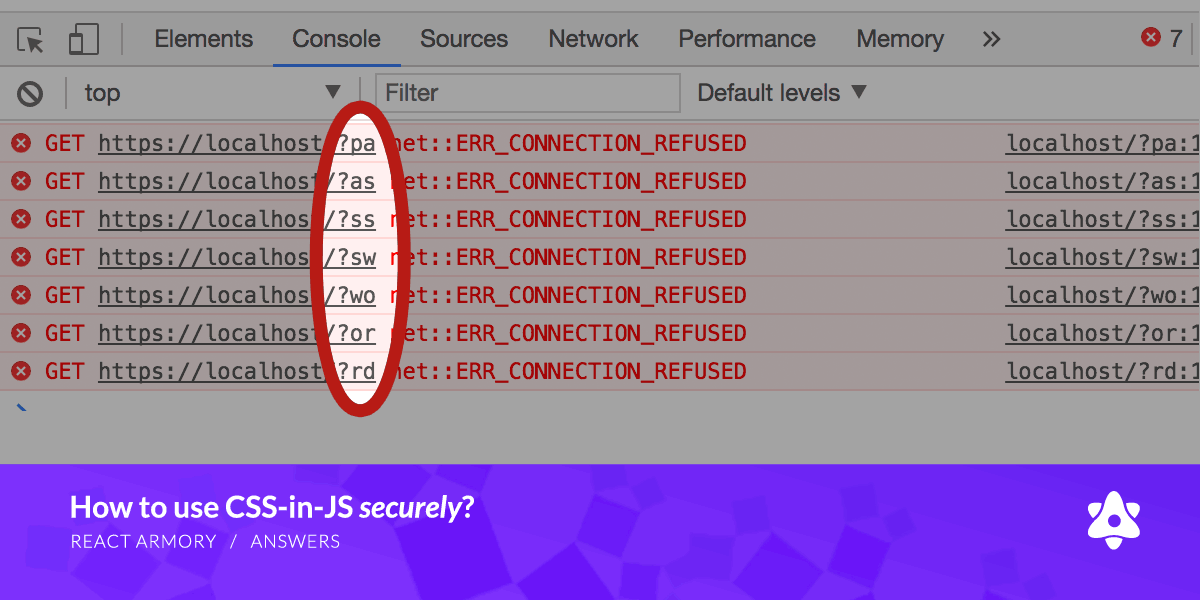 Elements Console Sources Network Performance Memory » 7
top ▼ Filter Default levels ▼
GET https://localhost/?pa net::ERR_CONNECTION_REFUSED localhost/?pa:1
GET https://localhost/?as net::ERR_CONNECTION_REFUSED localhost/?as:1
GET https://localhost/?ss net::ERR_CONNECTION_REFUSED localhost/?ss:1
GET https://localhost/?sw net::ERR_CONNECTION_REFUSED localhost/?sw:1
GET https://localhost/?wo net::ERR_CONNECTION_REFUSED localhost/?wo:1
GET https://localhost/?or net::ERR_CONNECTION_REFUSED localhost/?or:1
GET https://localhost/?rd net::ERR_CONNECTION_REFUSED localhost/?rd:1
How to use CSS-in-JS securely?
REACT ARMORY / ANSWERS